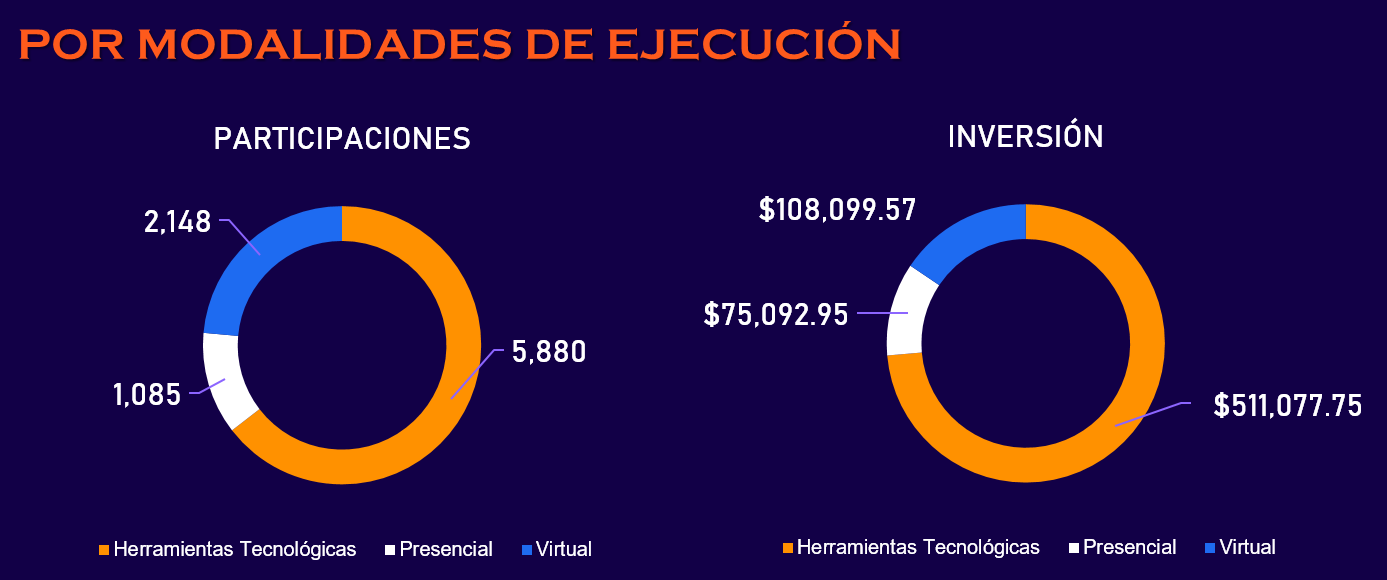 POR MODALIDADES DE EJECUCIÓN
PARTICIPACIONES
2,148
5,880
1,085
Herramientas Tecnológicas Presencial Virtual
INVERSIÓN
$108,099.57
$75,092.95
$511,077.75
Herramientas Tecnológicas Presencial Virtual